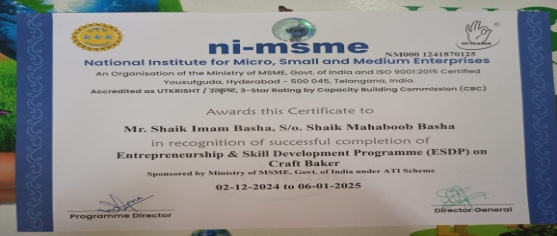 ni-msme
NM000 1241870125
National Institute for Micro, Small and Medium Enterprises
An Organisation of the Ministry of MSME, Govt. of India and ISO 9001:2015 Certified
Yousufguda, Hyderabad - 500 045, Telangana, India.
Accredited as UTKRISHT / उत्कृष्ट, 3-Star Rating by Capacity Building Commission (CBC)
Awards this Certificate to
Mr. Shaik Imam Basha, S/o. Shaik Mahaboob Basha
in recognition of successful completion of
Entrepreneurship & Skill Development Programme (ESDP) on
Craft Baker
Sponsored by Ministry of MSME, Govt. of India under ATI Scheme
02-12-2024 to 06-01-2025
Programme Director
Director General